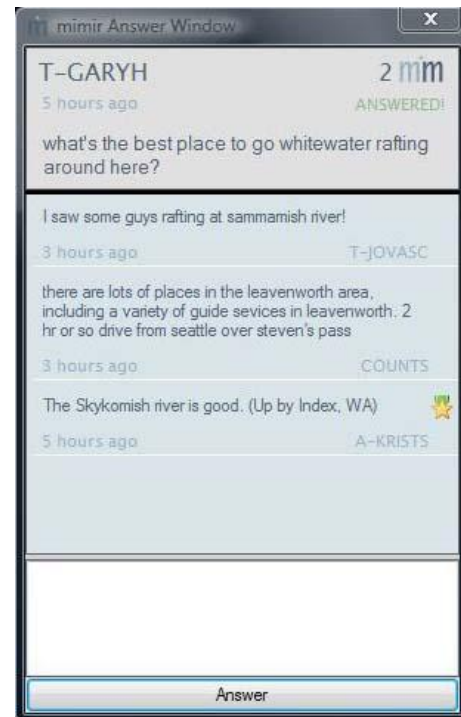 mimir Answer Window
T-GARYH 2 mim
5 hours ago ANSWERED!
what's the best place to go whitewater rafting
around here?
I saw some guys rafting at sammamish river!
3 hours ago T-JOVASC
there are lots of places in the leavenworth area,
including a variety of guide sevices in leavenworth. 2
hr or so drive from seattle over steven's pass
3 hours ago COUNTS
The Skykomish river is good. (Up by Index, WA)
5 hours ago A-KRISTS
Answer